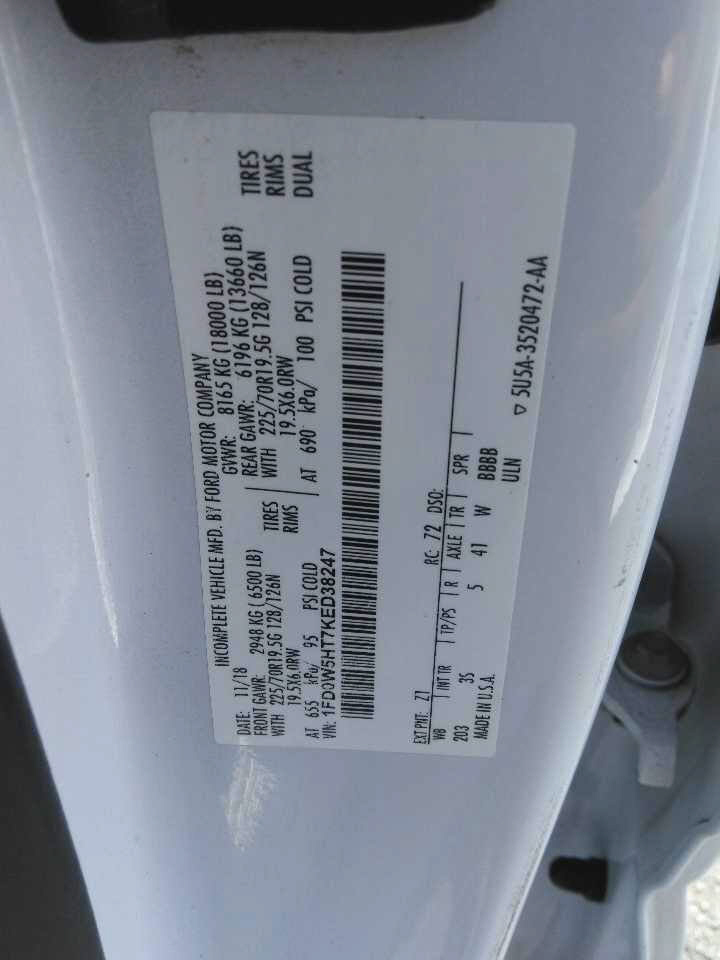 INCOMPLETE VEHICLE MFD. BY FORD MOTOR COMPANY
DATE: 11/18 GVWR: 8165 KG (18000 LB)
FRONT GAWR: 2948 KG ( 6500 LB) REAR GAWR: 6196 KG (13660 LB)
WITH 225/70R19.5G 128/126N TIRES WITH 225/70R19.5G 128/126N TIRES
19.5X6.0RW RIMS 19.5X6.0RW RIMS
AT 655 kPa/ 95 PSI COLD AT 690 kPa/ 100 PSI COLD DUAL
VIN: 1FD0W5HT7KED38247
EXT PNT: Z1 RC: 72 DSO:
WB INT TR TP/PS R AXLE TR SPR
203 3S 5 41 W BBBB
MADE IN U.S.A. ULN
▽ 5U5A-3520472-AA